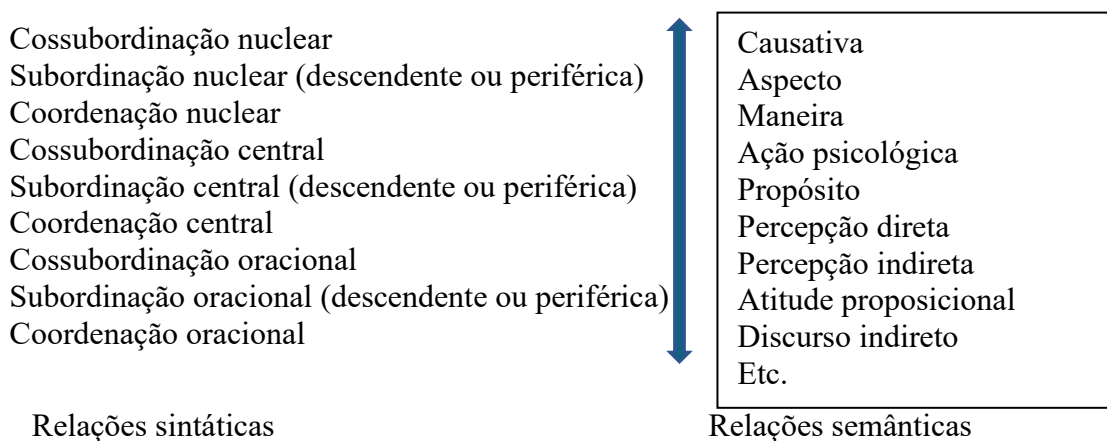 Cossubordinação nuclear
Subordinação nuclear (descendente ou periférica)
Coordenação nuclear
Cossubordinação central
Subordinação central (descendente ou periférica)
Coordenação central
Cossubordinação oracional
Subordinação oracional (descendente ou periférica)
Coordenação oracional
Relações sintáticas
Causativa
Aspecto
Maneira
Ação psicológica
Propósito
Percepção direta
Percepção indireta
Atitude proposicional
Discurso indireto
Etc.
Relações semânticas